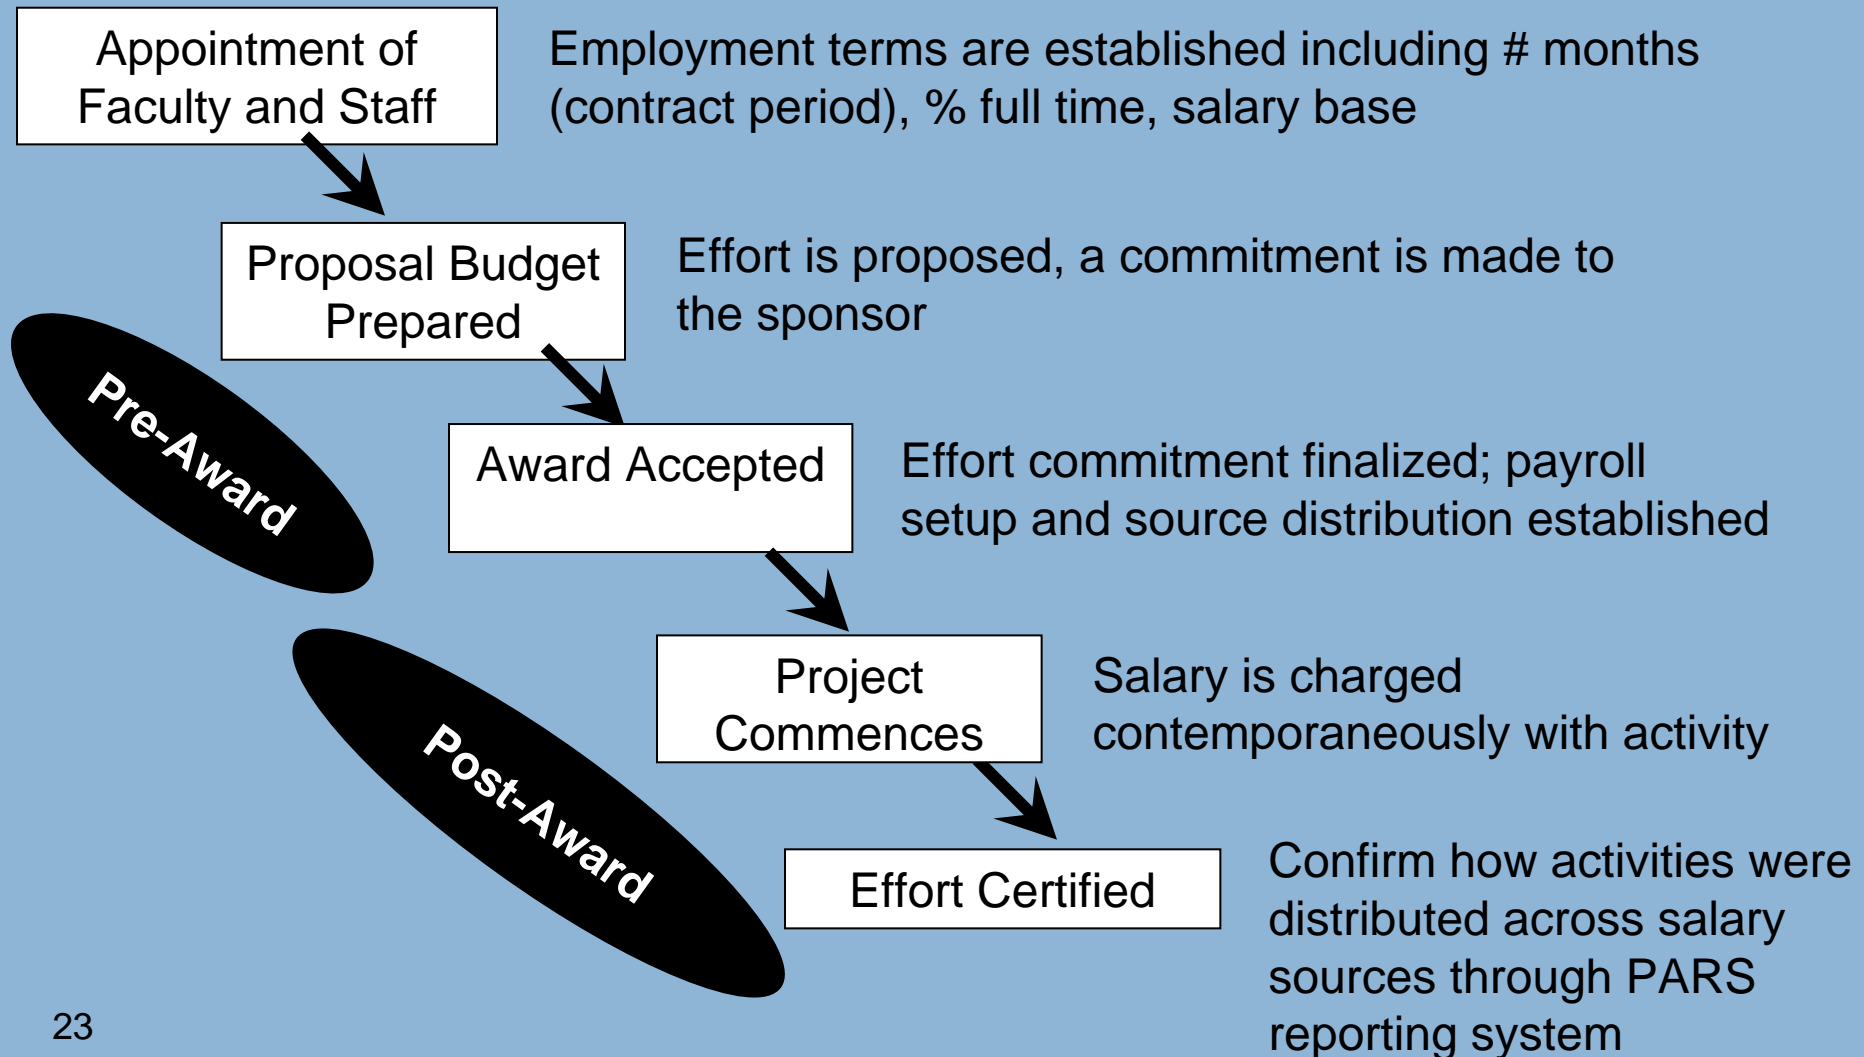 Appointment of
Faculty and Staff
Employment terms are established including # months
(contract period), % full time, salary base
Proposal Budget
Prepared
Effort is proposed, a commitment is made to
the sponsor
Pre-Award
Award Accepted
Effort commitment finalized; payroll
setup and source distribution established
Project
Commences
Salary is charged
contemporaneously with activity
Post-Award
Effort Certified
Confirm how activities were
distributed across salary
sources through PARS
reporting system
23